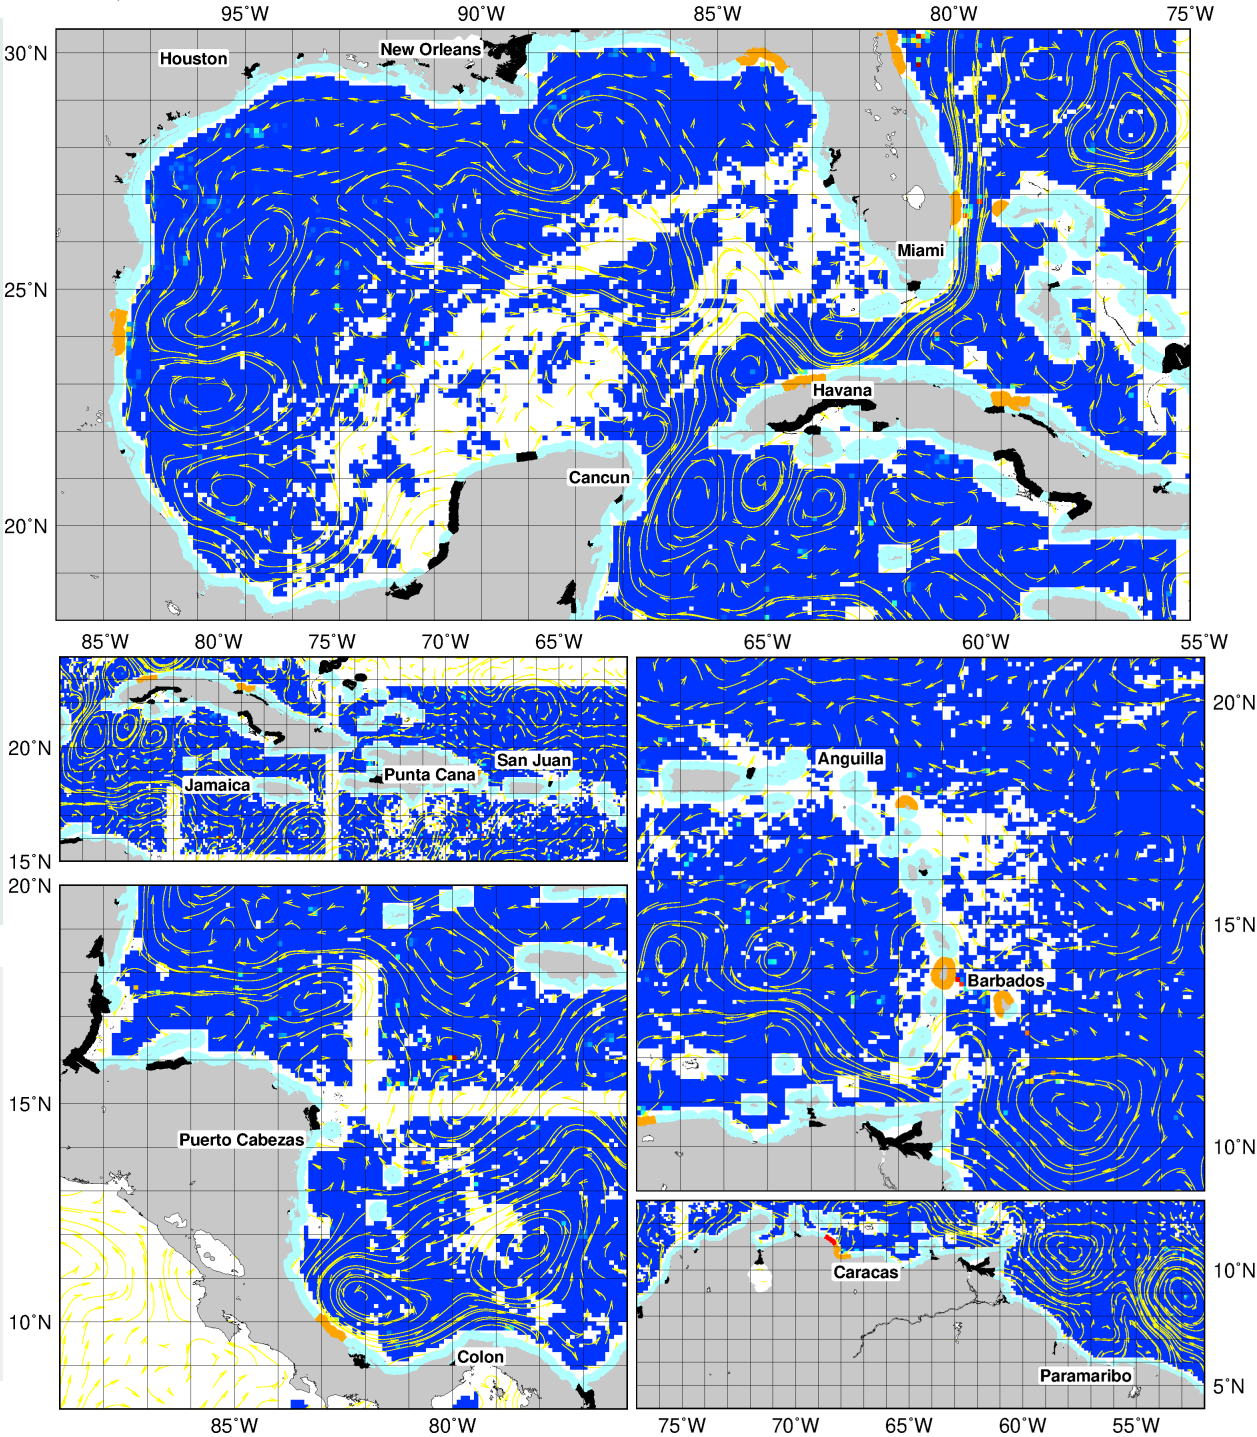 95˚W 90˚W 85˚W 80˚W 75˚W
30˚N
Houston
New Orleans
Miami
25˚N
Havana
Cancun
20˚N
85˚W 80˚W 75˚W 70˚W 65˚W 65˚W 60˚W 55˚W
20˚N
20˚N
San Juan
Punta Cana
Jamaica
Anguilla
15˚N
20˚N
15˚N
Barbados
15˚N
Puerto Cabezas
10˚N
Caracas
10˚N
10˚N
Colon
Paramaribo
5˚N
85˚W 80˚W
75˚W 70˚W 65˚W 60˚W 55˚W